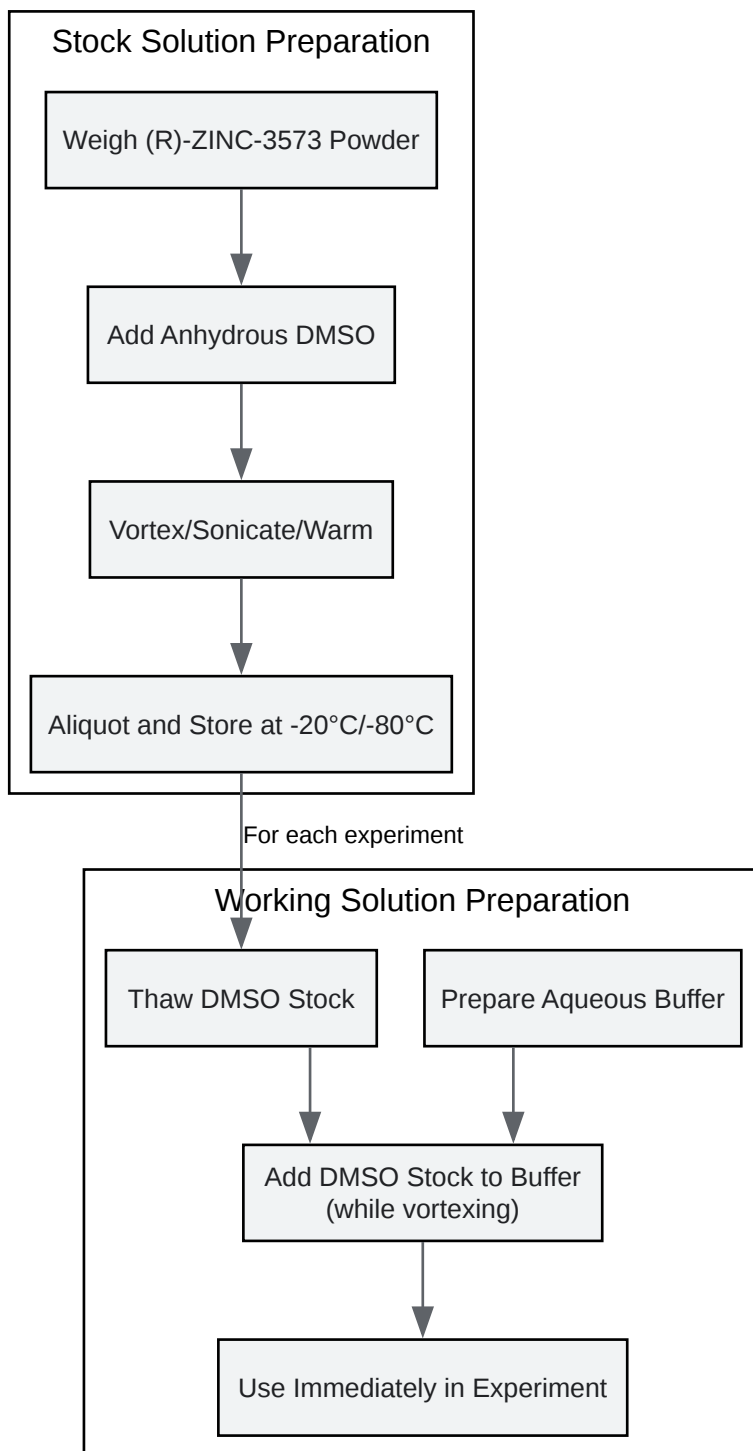 Stock Solution Preparation
Weigh (R)-ZINC-3573 Powder
Add Anhydrous DMSO
Vortex/Sonicate/Warm
Aliquot and Store at -20°C/-80°C
For each experiment
Working Solution Preparation
Thaw DMSO Stock
Prepare Aqueous Buffer
Add DMSO Stock to Buffer
(while vortexing)
Use Immediately in Experiment